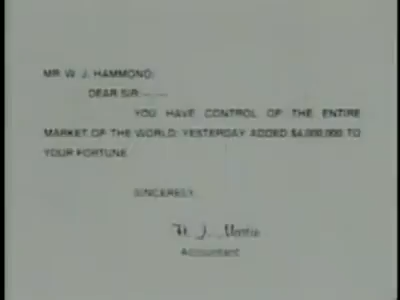 MR. W. J. HAMMOND;
DEAR SIR:——
YOU HAVE CONTROL OF THE ENTIRE
MARKET OF THE WORLD; YESTERDAY ADDED $4,000,000 TO
YOUR FORTUNE
SINCERELY
H. J. Martin
Accountant